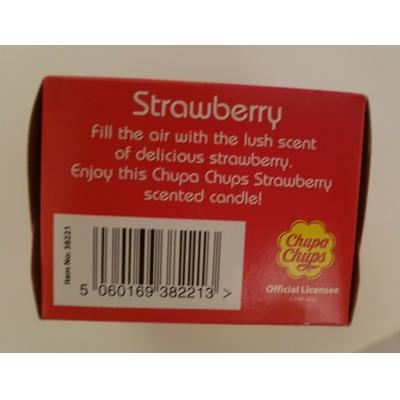 Strawberry
Fill the air with the lush scent
of delicious strawberry.
Enjoy this Chupa Chups Strawberry
scented candle!
Item No: 38221
5 060169 382213 >
Chupa
Chups
Official Licensee